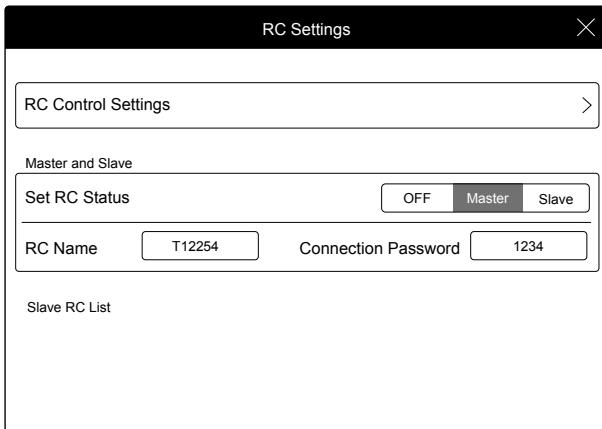 RC Settings
RC Control Settings
Master and Slave
Set RC Status OFF Master Slave
RC Name T12254 Connection Password 1234
Slave RC List